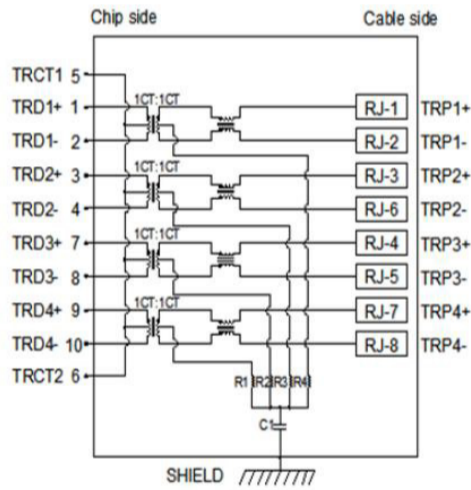 Chip side Cable side
TRCT1 5
TRD1+ 1 1CT:1CT RJ-1 TRP1+
TRD1- 2 RJ-2 TRP1-
TRD2+ 3 1CT:1CT RJ-3 TRP2+
TRD2- 4 RJ-6 TRP2-
TRD3+ 7 1CT:1CT RJ-4 TRP3+
TRD3- 8 RJ-5 TRP3-
TRD4+ 9 1CT:1CT RJ-7 TRP4+
TRD4- 10 RJ-8 TRP4-
TRCT2 6
R1 R2 R3 R4
C1
SHIELD